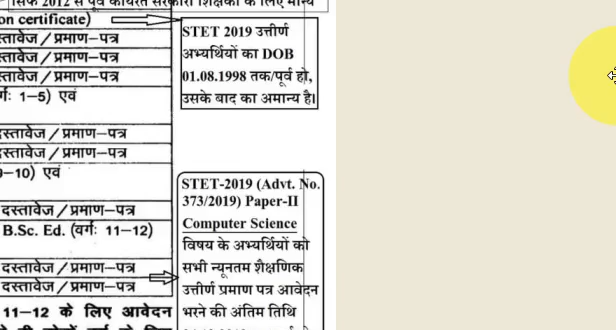 सिर्फ 2012 से पूर्व कार्यरत सरकारी शिक्षकों के लिए मान्य
on certificate)
स्तावेज / प्रमाण–पत्र
स्तावेज / प्रमाण–पत्र
स्तावेज / प्रमाण–पत्र
र्गः 1–5) एवं
स्तावेज / प्रमाण–पत्र
स्तावेज / प्रमाण–पत्र
9–10) एवं
दस्तावेज / प्रमाण–पत्र
B.Sc. Ed. (वर्गः 11–12)
दस्तावेज / प्रमाण–पत्र
दस्तावेज / प्रमाण–पत्र
11–12 के लिए आवेदन
STET 2019 उत्तीर्ण
अभ्यर्थियों का DOB
01.08.1998 तक/पूर्व हो,
उसके बाद का अमान्य है।
STET-2019 (Advt. No.
373/2019) Paper-II
Computer Science
विषय के अभ्यर्थियों को
सभी न्यूनतम शैक्षणिक
उत्तीर्ण प्रमाण पत्र आवेदन
भरने की अंतिम तिथि